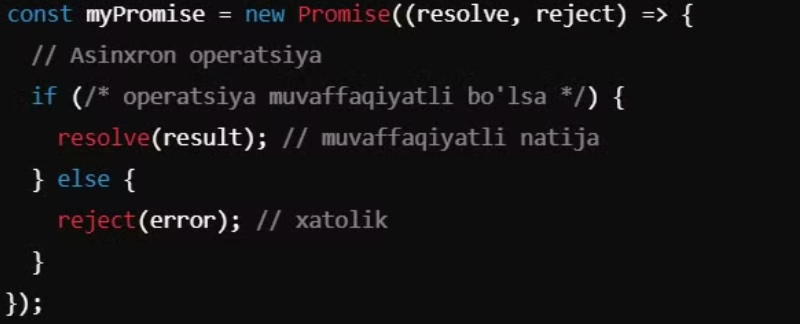 const myPromise = new Promise((resolve, reject) => {
  // Asinxron operatsiya
  if (/* operatsiya muvaffaqiyatli bo'lsa */) {
    resolve(result); // muvaffaqiyatli natija
  } else {
    reject(error); // xatolik
  }
});